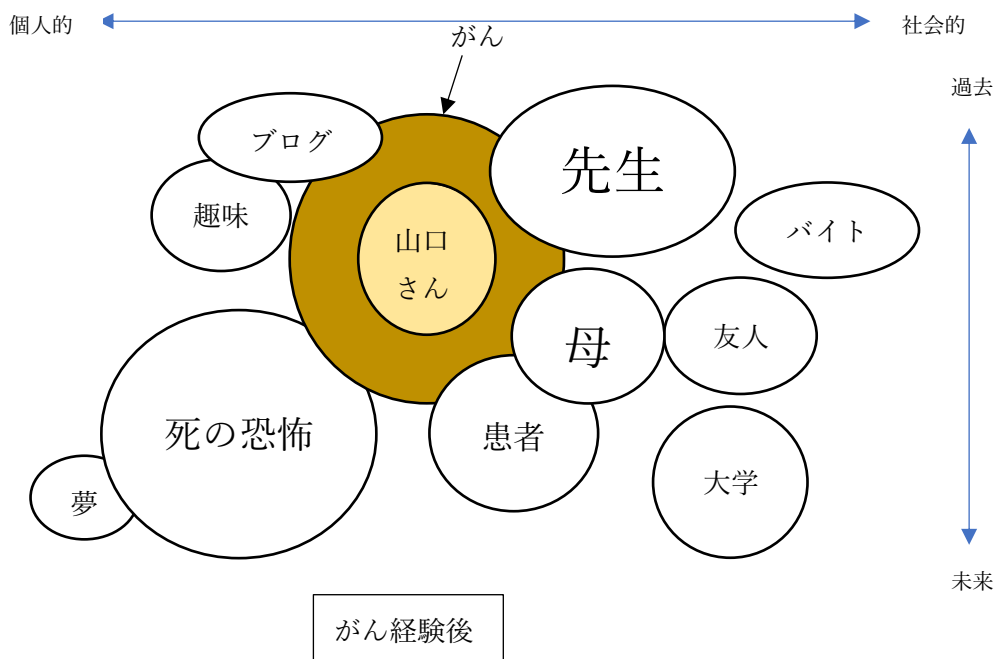 個人的
社会的
がん
過去
ブログ
先生
趣味
バイト
山口
さん
友人
母
死の恐怖
患者
大学
夢
未来
がん経験後